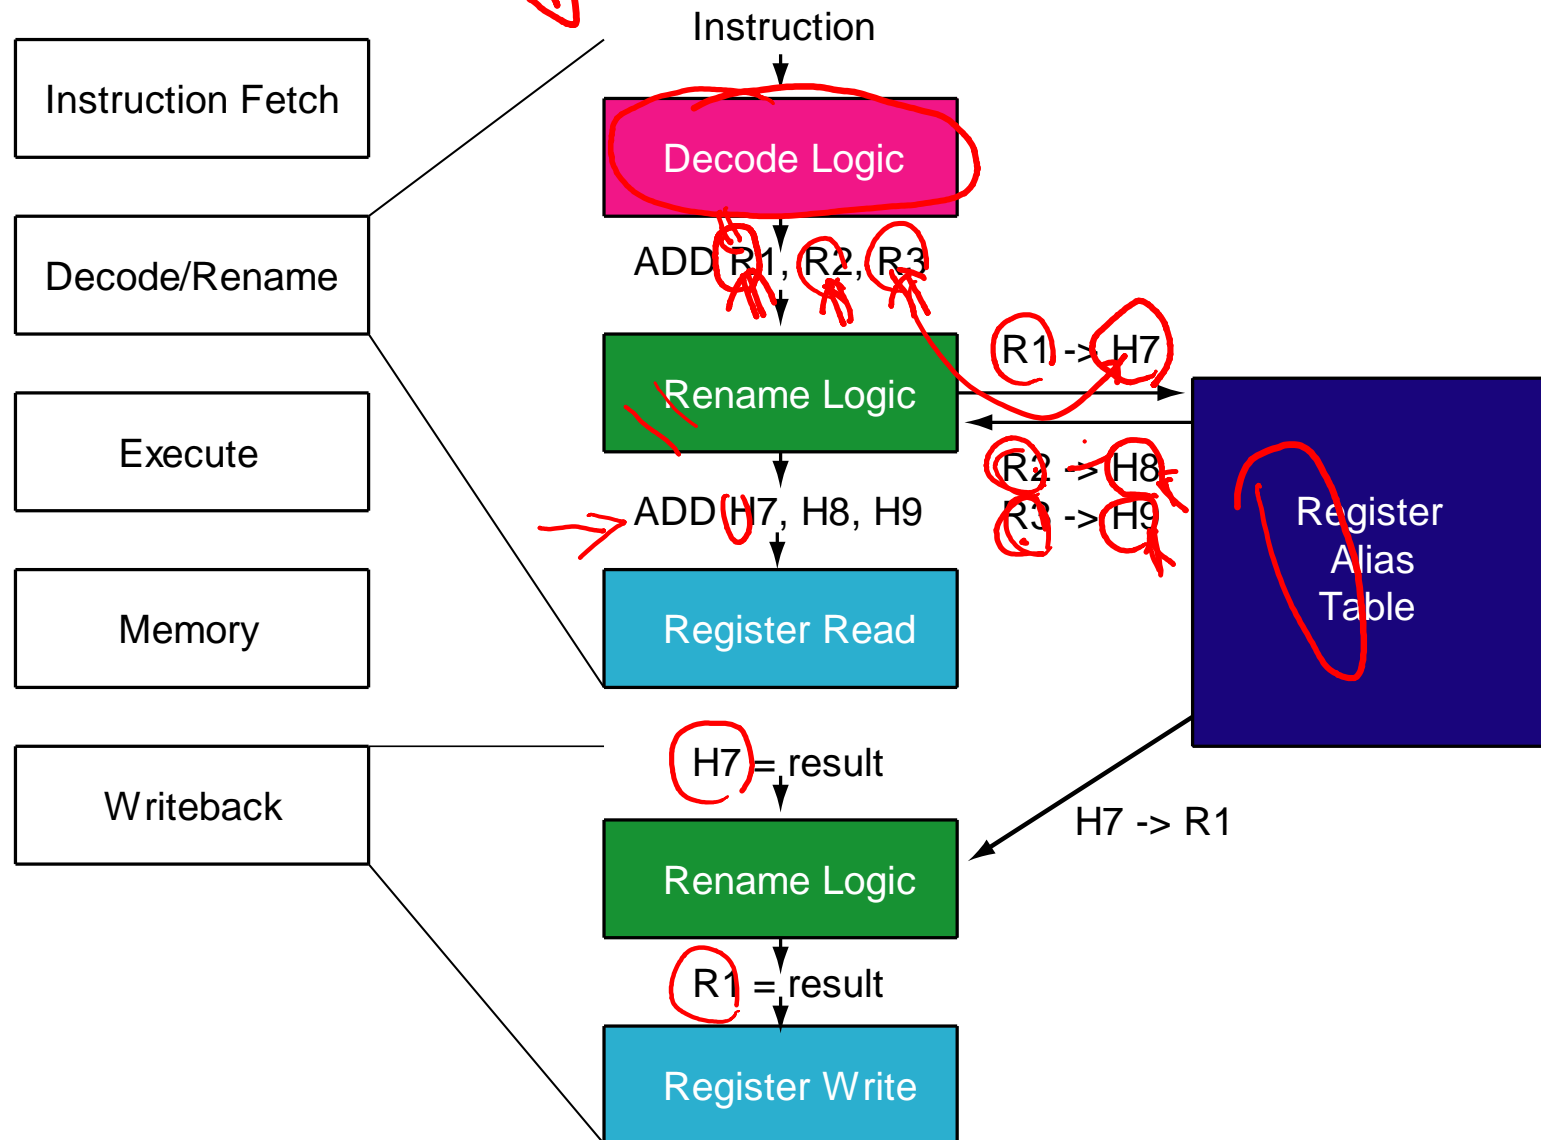 Instruction
Instruction Fetch
Decode Logic
Decode/Rename
ADD R1, R2, R3
R1 -> H7
Rename Logic
Execute
R2 -> H8
R3 -> H9
ADD H7, H8, H9
Register
Alias
Table
Memory
Register Read
H7 = result
Writeback
H7 -> R1
Rename Logic
R1 = result
Register Write